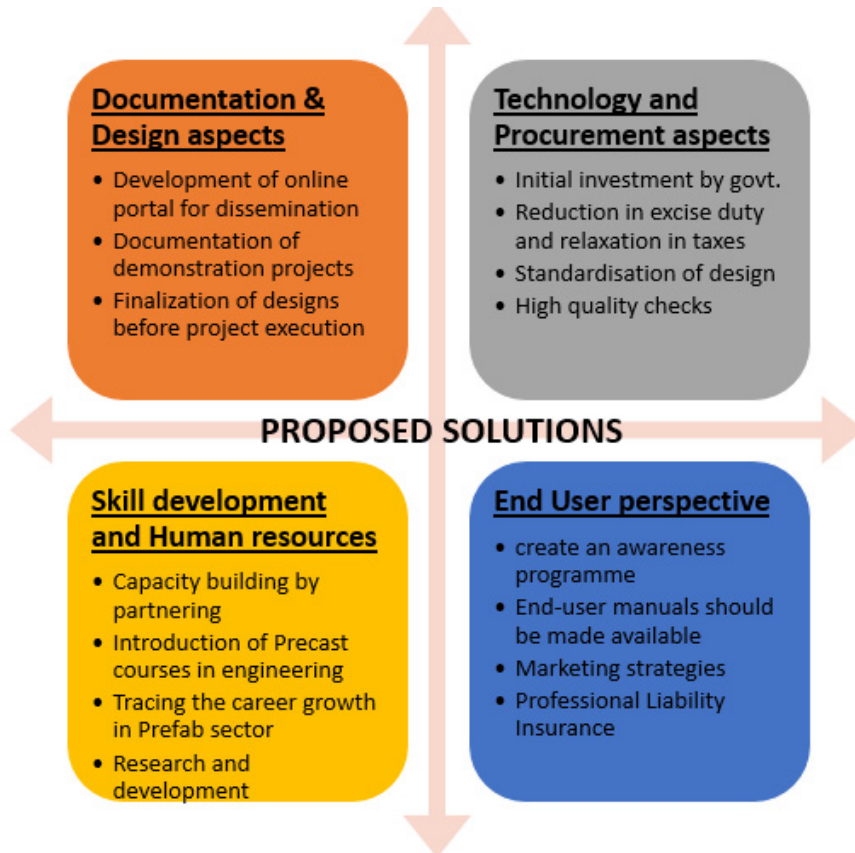 Documentation &
Design aspects
• Development of online
portal for dissemination
• Documentation of
demonstration projects
• Finalization of designs
before project execution
Technology and
Procurement aspects
• Initial investment by govt.
• Reduction in excise duty
and relaxation in taxes
• Standardisation of design
• High quality checks
PROPOSED SOLUTIONS
Skill development
and Human resources
• Capacity building by
partnering
• Introduction of Precast
courses in engineering
• Tracing the career growth
in Prefab sector
• Research and
development
End User perspective
• create an awareness
programme
• End-user manuals should
be made available
• Marketing strategies
• Professional Liability
Insurance